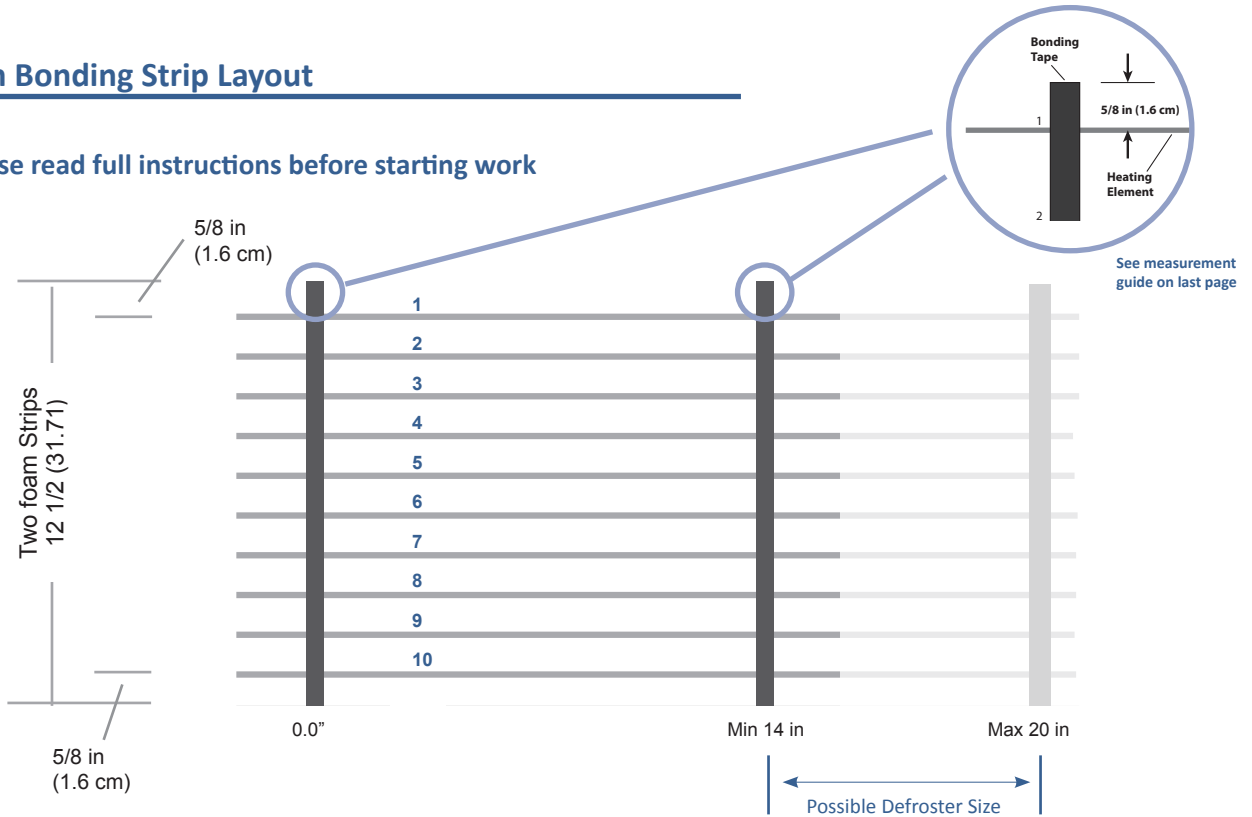 Bonding Strip Layout
read full instructions before starting work
Bonding
Tape
5/8 in (1.6 cm)
1
Heating
Element
2
See measurement
guide on last page
5/8 in
(1.6 cm)
Two foam Strips
12 1/2 (31.71)
1
2
3
4
5
6
7
8
9
10
5/8 in
(1.6 cm)
0.0”
Min 14 in
Max 20 in
Possible Defroster Size